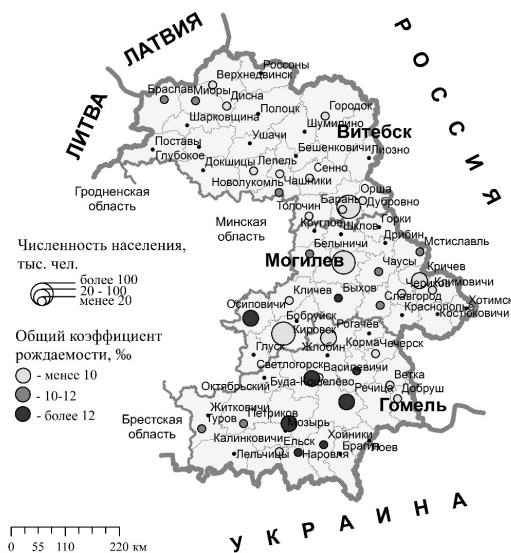 ЛАТВИЯ
РОССИЯ
ЛИТВА
Россоны
Верхнедвинск
Браслав Миоры
Дисна
Городок
Шарковщина
Полоцк
Шумилино
Витебск
Поставы
Ушачи
Глубокое
Бешенковичи
Лиозно
Докшицы
Лепель
Сенно
Новолукомль
Чашники
Гродненская
область
Орша
Барань
Дубровно
Толочин
Минская
область
Круглое
Шклов
Горки
Дрибин
Мстиславль
Белыничи
Могилев
Чаусы
Кричев
Чериков
Климовичи
Кличев
Быхов
Славгород
Хотимск
Краснополье
Костюковичи
Осиповичи
Бобруйск
Кировск
Рогачев
Глуск
Жлобин
Корма
Чечерск
Светлогорск
Василевичи
Октябрьский
Буда-Кошелево
Ветка
Речица
Добруш
Гомель
Житковичи
Туров
Петриков
Мозырь
Брестская
область
Калинковичи
Ельск
Хойники
Лельчицы
Наровля
Брагин
Лоев
УКРАИНА
Численность населения,
тыс. чел.
более 100
20 - 100
менее 20
Общий коэффициент
рождаемости, ‰
- менее 10
- 10-12
- более 12
0 55 110 220 км